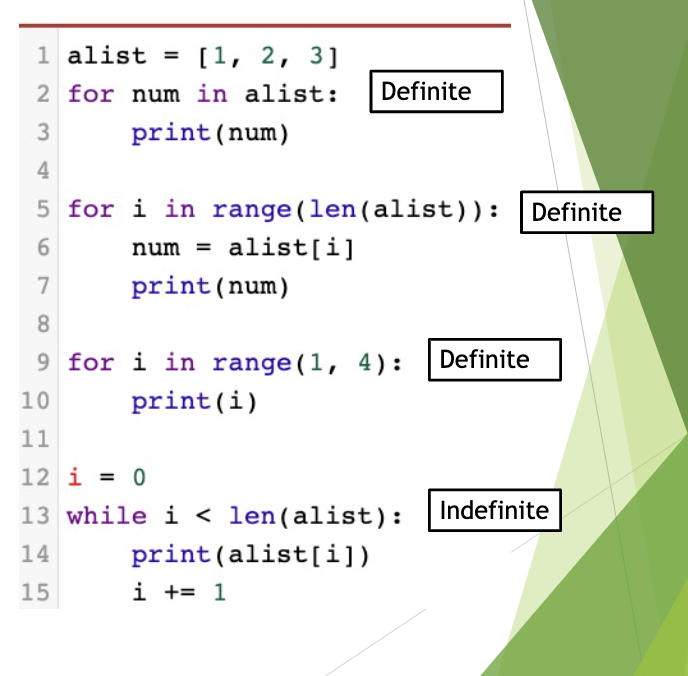 1 alist = [1, 2, 3]
2 for num in alist: Definite
3     print(num)
4
5 for i in range(len(alist)): Definite
6     num = alist[i]
7     print(num)
8
9 for i in range(1, 4): Definite
10     print(i)
11
12 i = 0
13 while i < len(alist): Indefinite
14     print(alist[i])
15     i += 1